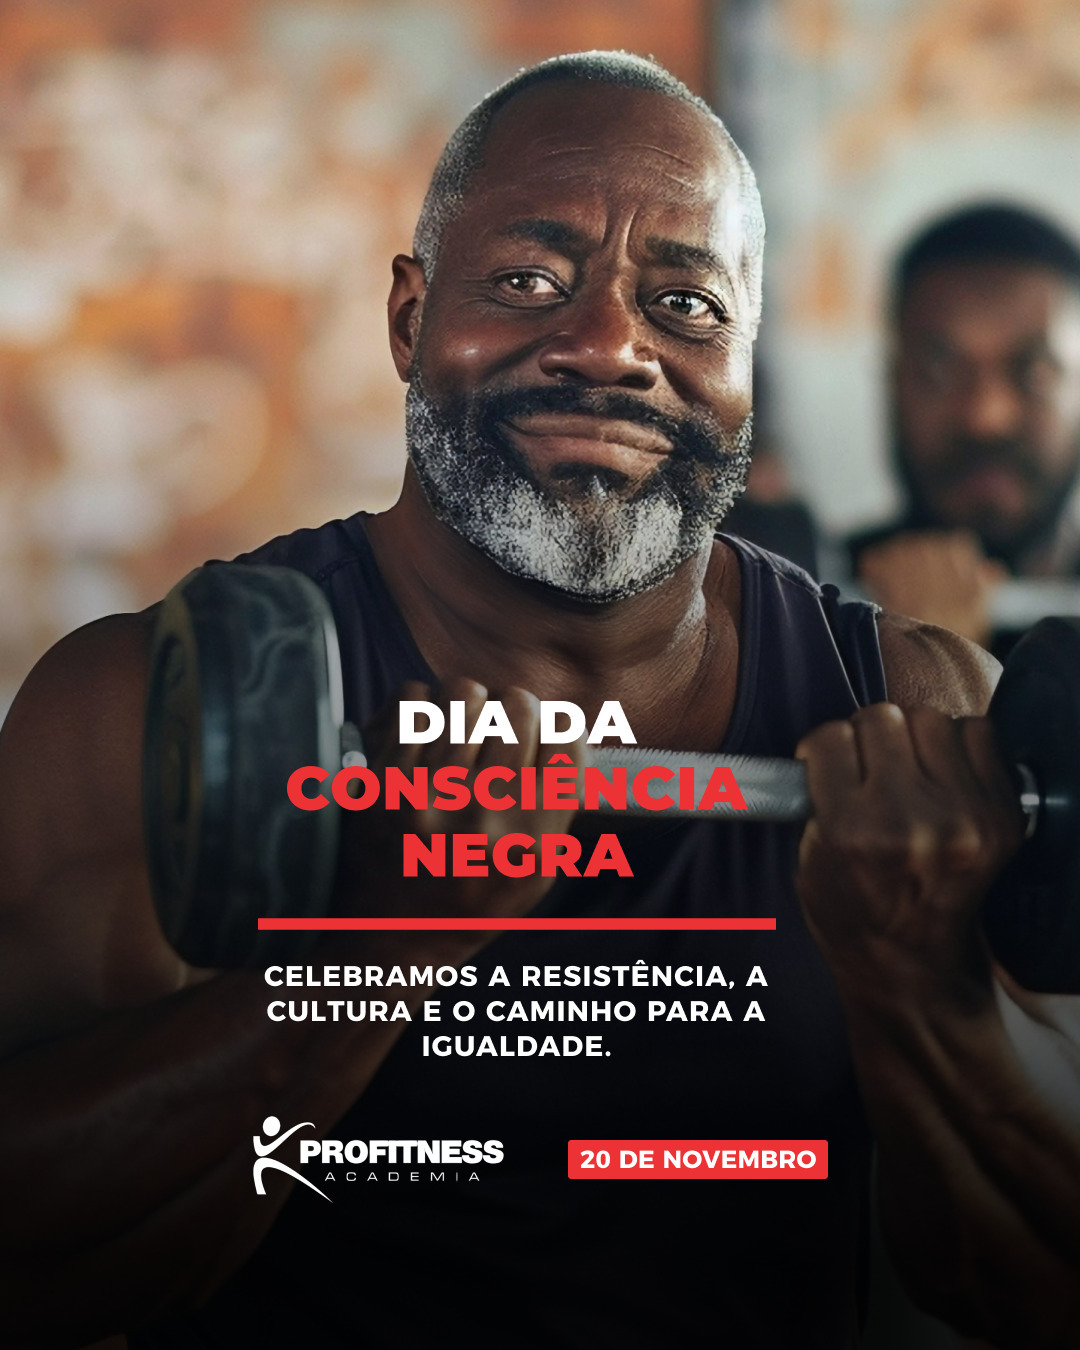 DIA DA
CONSCIÊNCIA
NEGRA
CELEBRAMOS A RESISTÊNCIA, A
CULTURA E O CAMINHO PARA A
IGUALDADE.
PROFITNESS
ACADEMIA
20 DE NOVEMBRO